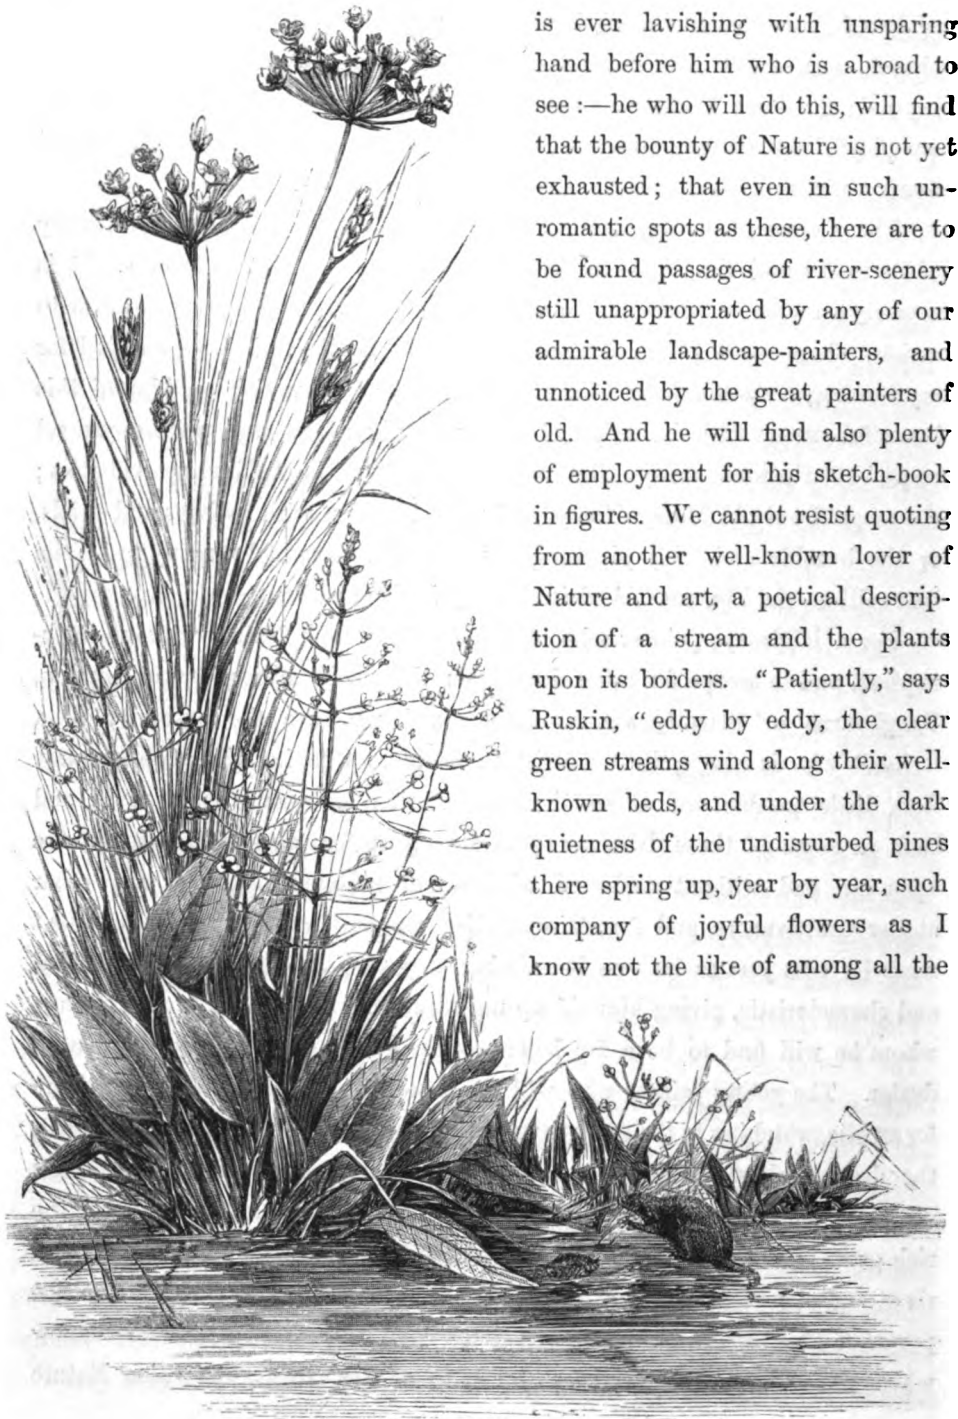 is ever lavishing with unsparing
hand before him who is abroad to
see :—he who will do this, will find
that the bounty of Nature is not yet
exhausted; that even in such un-
romantic spots as these, there are to
be found passages of river-scenery
still unappropriated by any of our
admirable landscape-painters, and
unnoticed by the great painters of
old. And he will find also plenty
of employment for his sketch-book
in figures. We cannot resist quoting
from another well-known lover of
Nature and art, a poetical descrip-
tion of a stream and the plants
upon its borders. "Patiently," says
Ruskin, "eddy by eddy, the clear
green streams wind along their well-
known beds, and under the dark
quietness of the undisturbed pines
there spring up, year by year, such
company of joyful flowers as I
know not the like of among all the